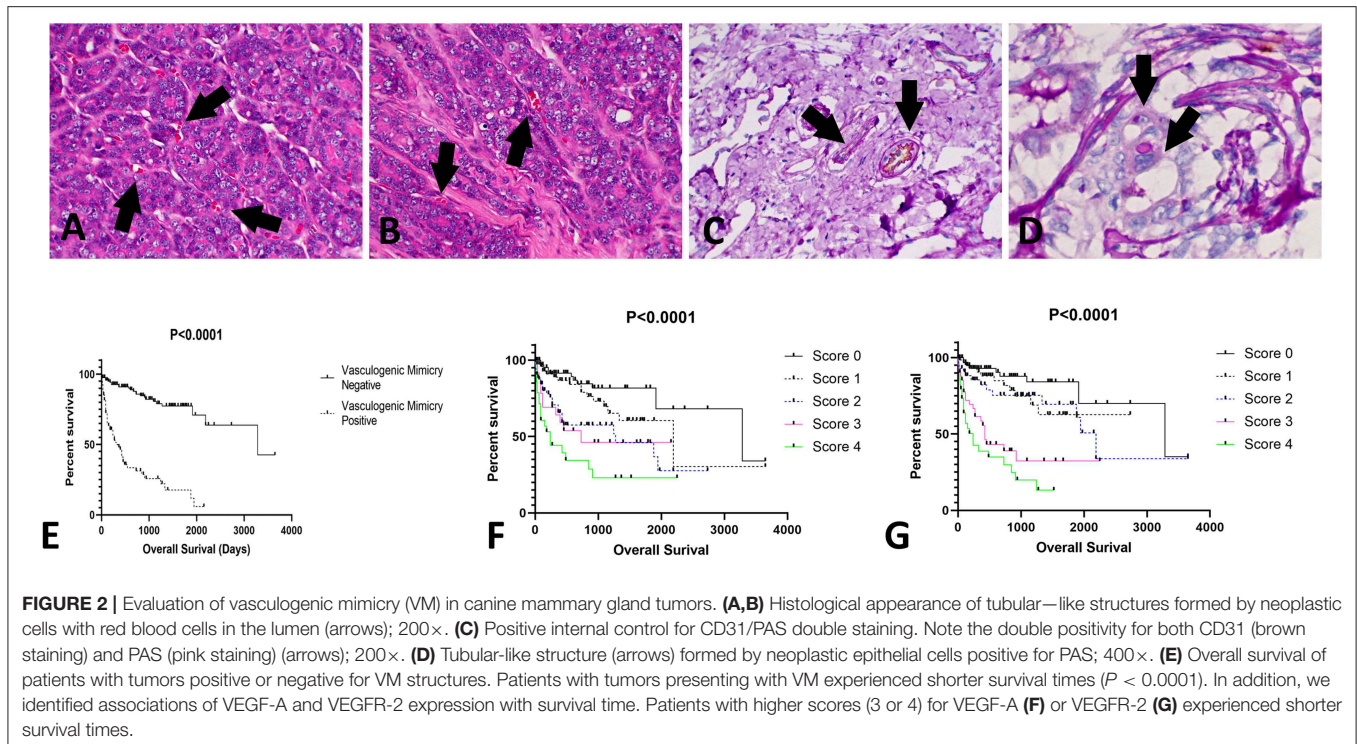 A
B
C
D
P<0.0001
Percent survival
100
50
0
0
1000
2000
3000
4000
Overall Surival (Days)
Vasculogenic Mimicry
Negative
Vasculogenic Mimicry
Positive
E
P<0.0001
Percent survival
100
50
0
0
1000
2000
3000
4000
Overall Surival
Score 0
Score 1
Score 2
Score 3
Score 4
F
P<0.0001
Percent survival
100
50
0
0
1000
2000
3000
4000
Overall Surival
Score 0
Score 1
Score 2
Score 3
Score 4
G
FIGURE 2 | Evaluation of vasculogenic mimicry (VM) in canine mammary gland tumors. (A,B) Histological appearance of tubular—like structures formed by neoplastic
cells with red blood cells in the lumen (arrows); 200×. (C) Positive internal control for CD31/PAS double staining. Note the double positivity for both CD31 (brown
staining) and PAS (pink staining) (arrows); 200×. (D) Tubular-like structure (arrows) formed by neoplastic epithelial cells positive for PAS; 400×. (E) Overall survival of
patients with tumors positive or negative for VM structures. Patients with tumors presenting with VM experienced shorter survival times (P < 0.0001). In addition, we
identified associations of VEGF-A and VEGFR-2 expression with survival time. Patients with higher scores (3 or 4) for VEGF-A (F) or VEGFR-2 (G) experienced shorter
survival times.